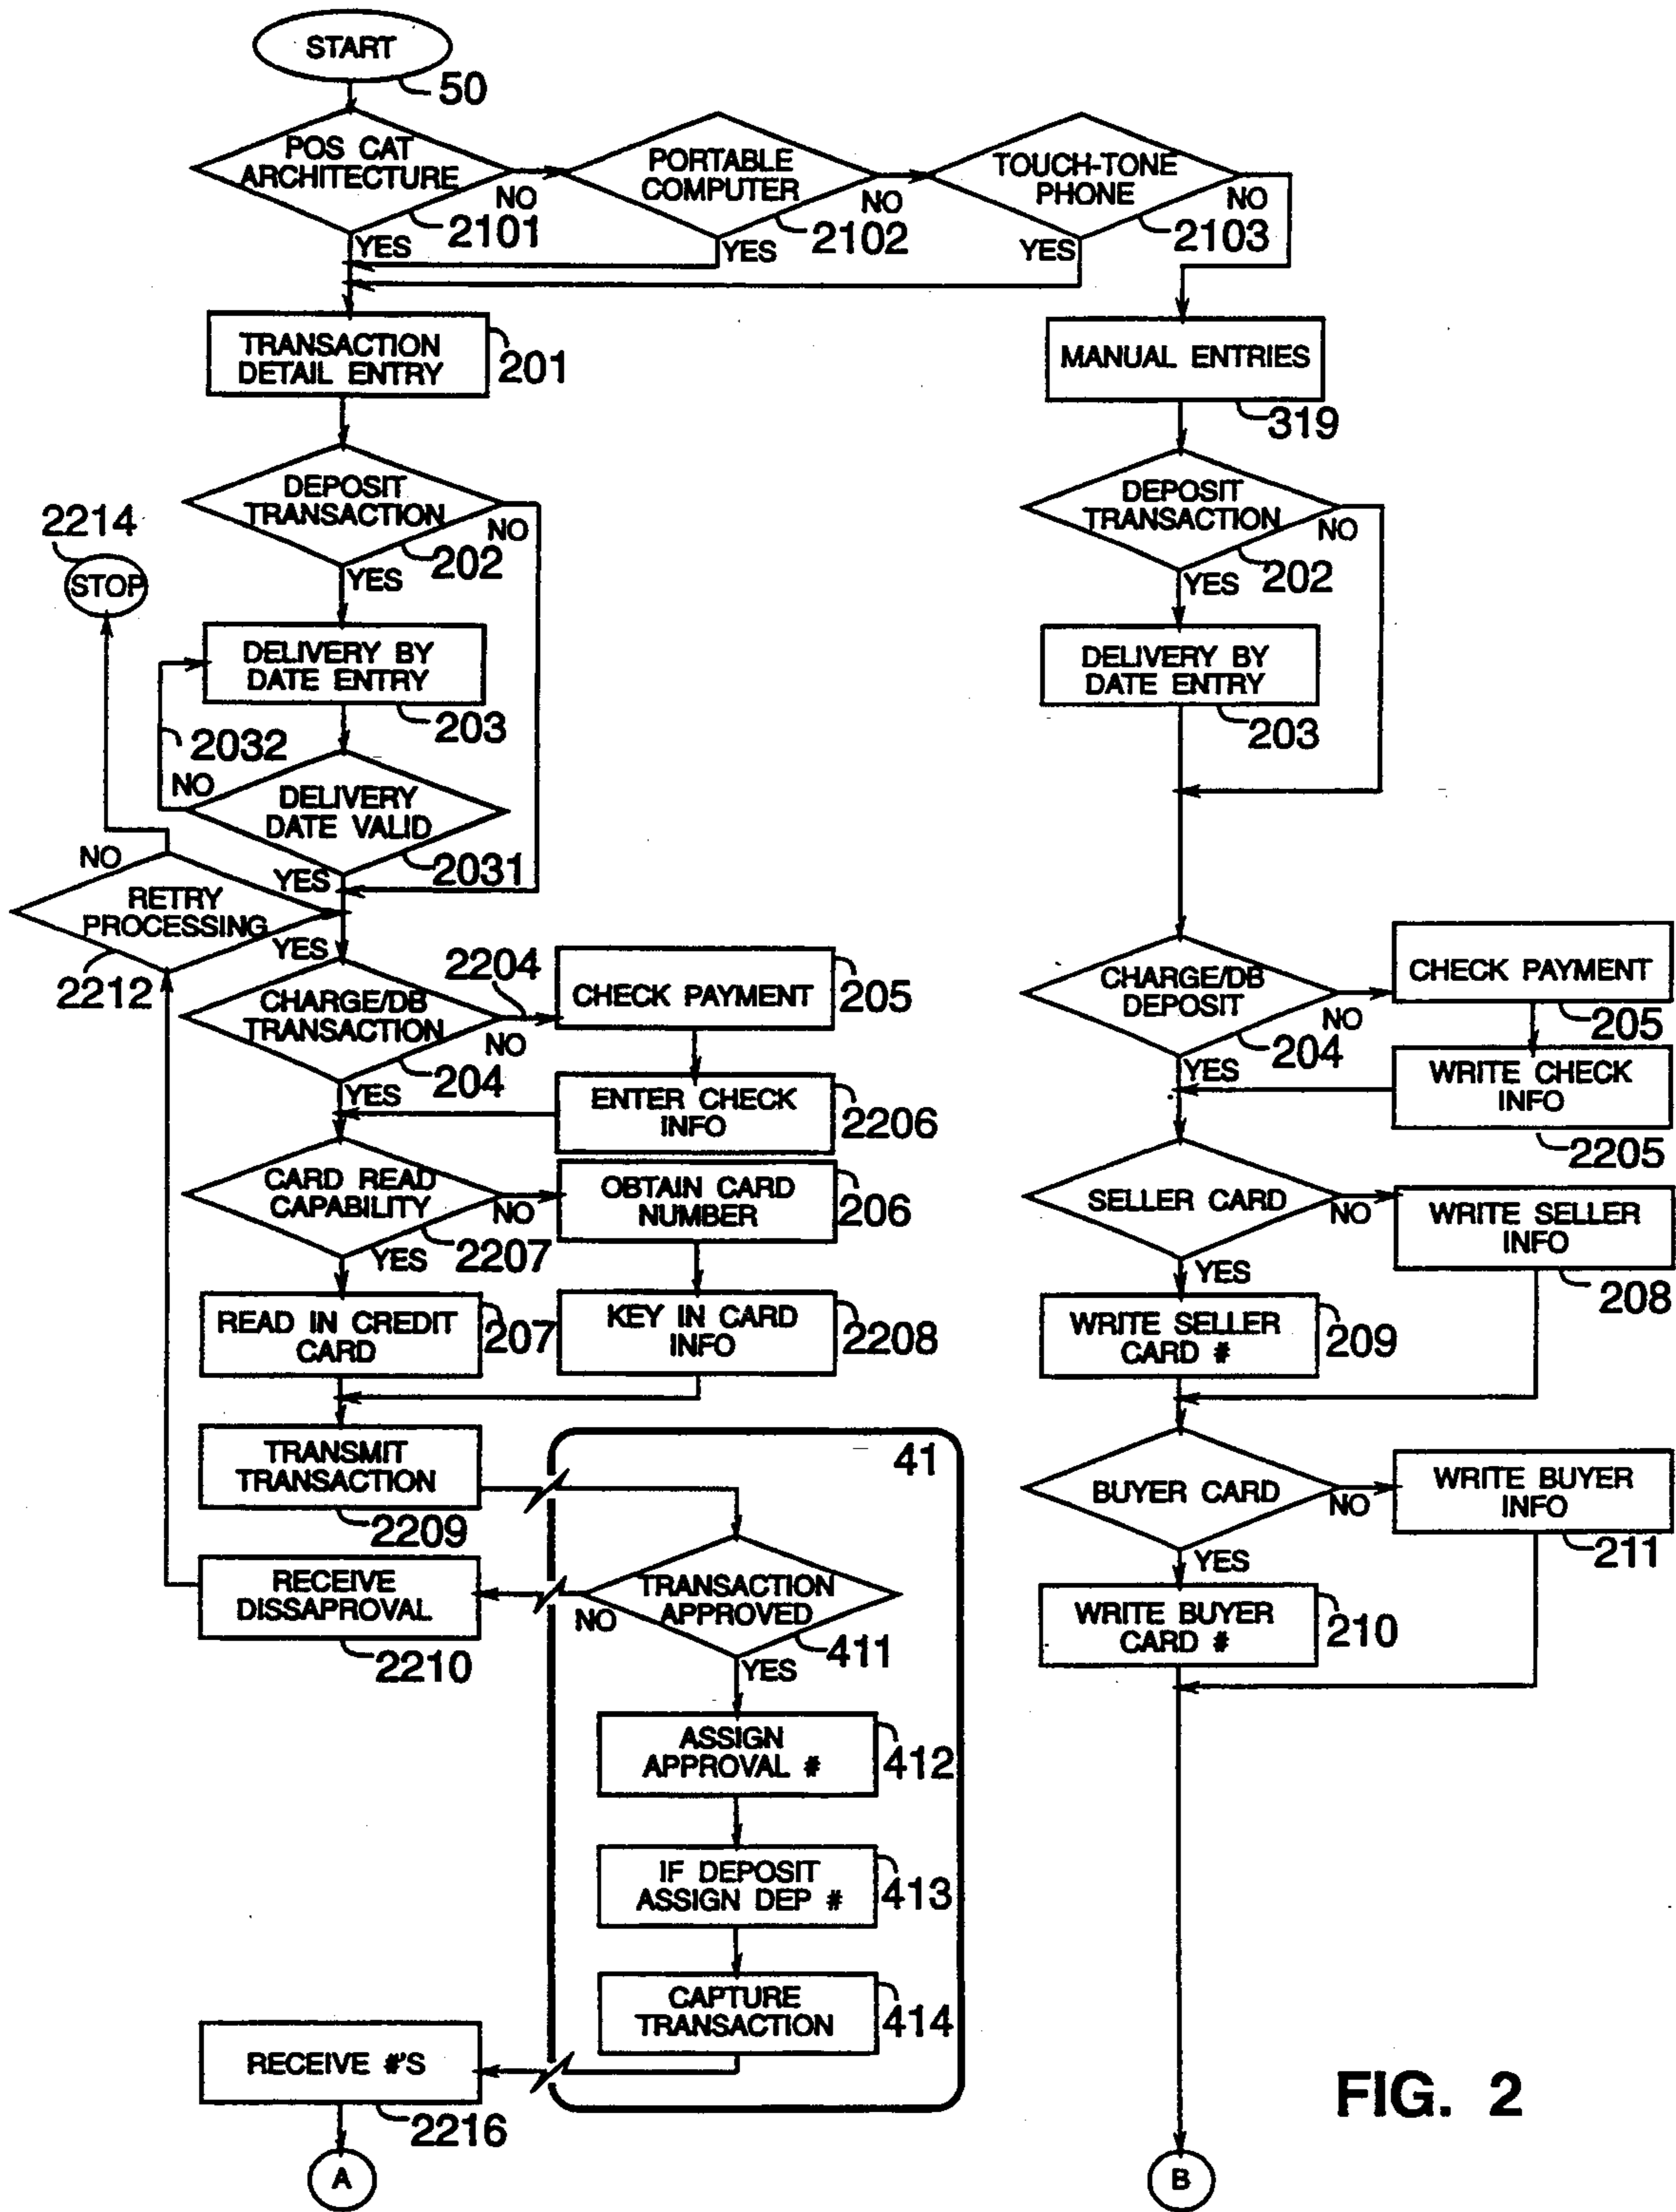 START
50
POS CAT
ARCHITECTURE
NO
2101
YES
PORTABLE
COMPUTER
NO
2102
YES
TOUCH-TONE
PHONE
NO
2103
YES
TRANSACTION
DETAIL ENTRY
201
DEPOSIT
TRANSACTION
NO
202
YES
2214
STOP
DELIVERY BY
DATE ENTRY
203
2032
NO
DELIVERY
DATE VALID
2031
YES
NO
RETRY
PROCESSING
YES
2212
CHARGE/DB
TRANSACTION
2204
NO
204
YES
CHECK PAYMENT
205
ENTER CHECK
INFO
2206
CARD READ
CAPABILITY
NO
2207
YES
OBTAIN CARD
NUMBER
206
READ IN CREDIT
CARD
207
KEY IN CARD
INFO
2208
TRANSMIT
TRANSACTION
2209
41
RECEIVE
DISSAPROVAL
2210
TRANSACTION
APPROVED
NO
411
YES
ASSIGN
APPROVAL #
412
IF DEPOSIT
ASSIGN DEP #
413
CAPTURE
TRANSACTION
414
RECEIVE #'S
2216
A
MANUAL ENTRIES
319
DEPOSIT
TRANSACTION
NO
202
YES
DELIVERY BY
DATE ENTRY
203
CHARGE/DB
DEPOSIT
NO
204
YES
CHECK PAYMENT
205
WRITE CHECK
INFO
2205
SELLER CARD
NO
YES
WRITE SELLER
INFO
208
WRITE SELLER
CARD #
209
BUYER CARD
NO
YES
WRITE BUYER
INFO
211
WRITE BUYER
CARD #
210
B
FIG. 2